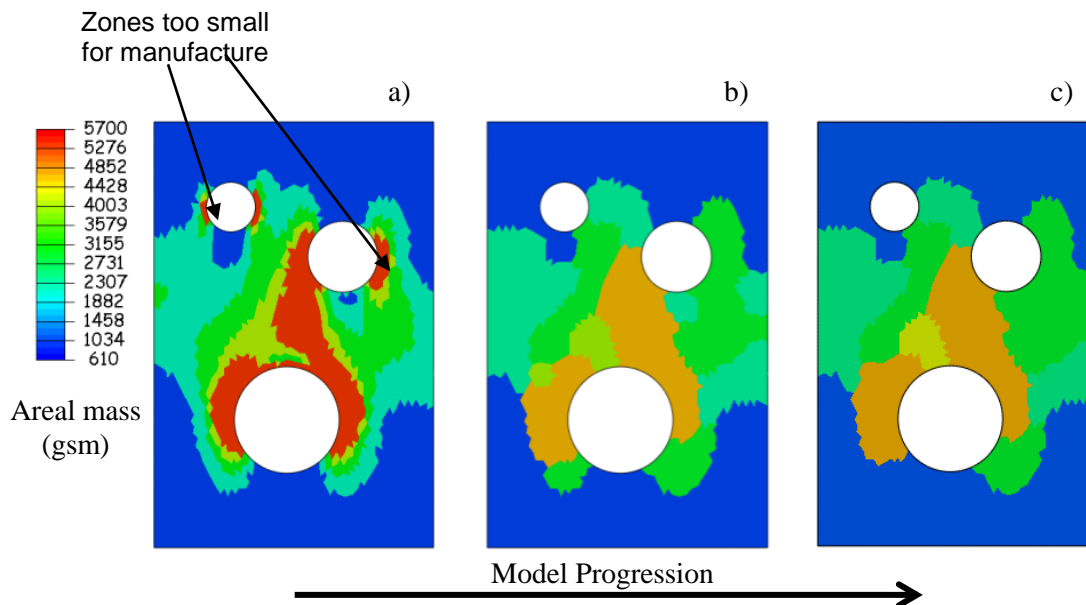 Zones too small
for manufacture
a)
b)
c)
5700
5276
4852
4428
4003
3579
3155
2731
2307
1882
1458
1034
610
Areal mass
(gsm)
Model Progression